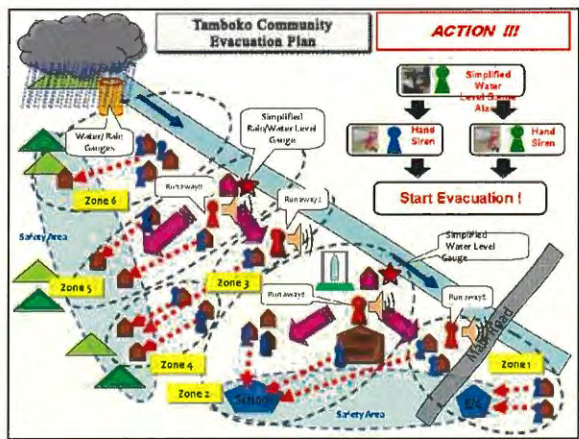 Tamboko Community
Evacuation Plan
ACTION !!!
Simplified
Water
Level Gauge
Hand
Siren
Hand
Siren
Start Evacuation !
Water/Rain
Gauges
Simplified
Rain/Water Level
Gauge
Run away!!
Run away!!
Zone 6
Safety Area
Simplified
Water Level
Gauge
Zone 3
Zone 5
Run away!!
Run away!!
Main Road
Zone 4
Zone 1
Zone 2
School
Safety Area